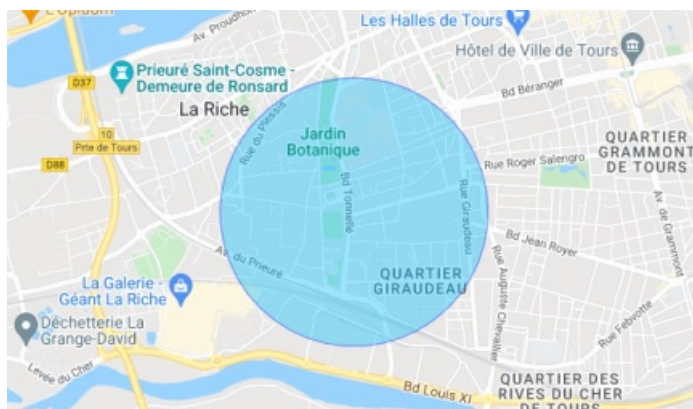 L'Opidom
Av. Proudhon
Les Halles de Tours
Hôtel de Ville de Tours
D37
Prieuré Saint-Cosme -
Demeure de Ronsard
Bd Béranger
La Riche
Rue du Plessis
Jardin
Botanique
10
Prte de Tours
QUARTIER
GRAMMONT
DE TOURS
D88
Rue Roger Salengro
Bd Tonnellé
Rue Giraudeau
Av. de Grammont
Bd Jean Royer
Av. du Prieuré
La Galerie -
Géant La Riche
QUARTIER
GIRAUDEAU
Rue Auguste Chevallier
Rue Febvotte
Déchetterie La
Grange-David
Levée du Cher
Bd Louis XI
QUARTIER DES
RIVES DU CHER
DE TOURS